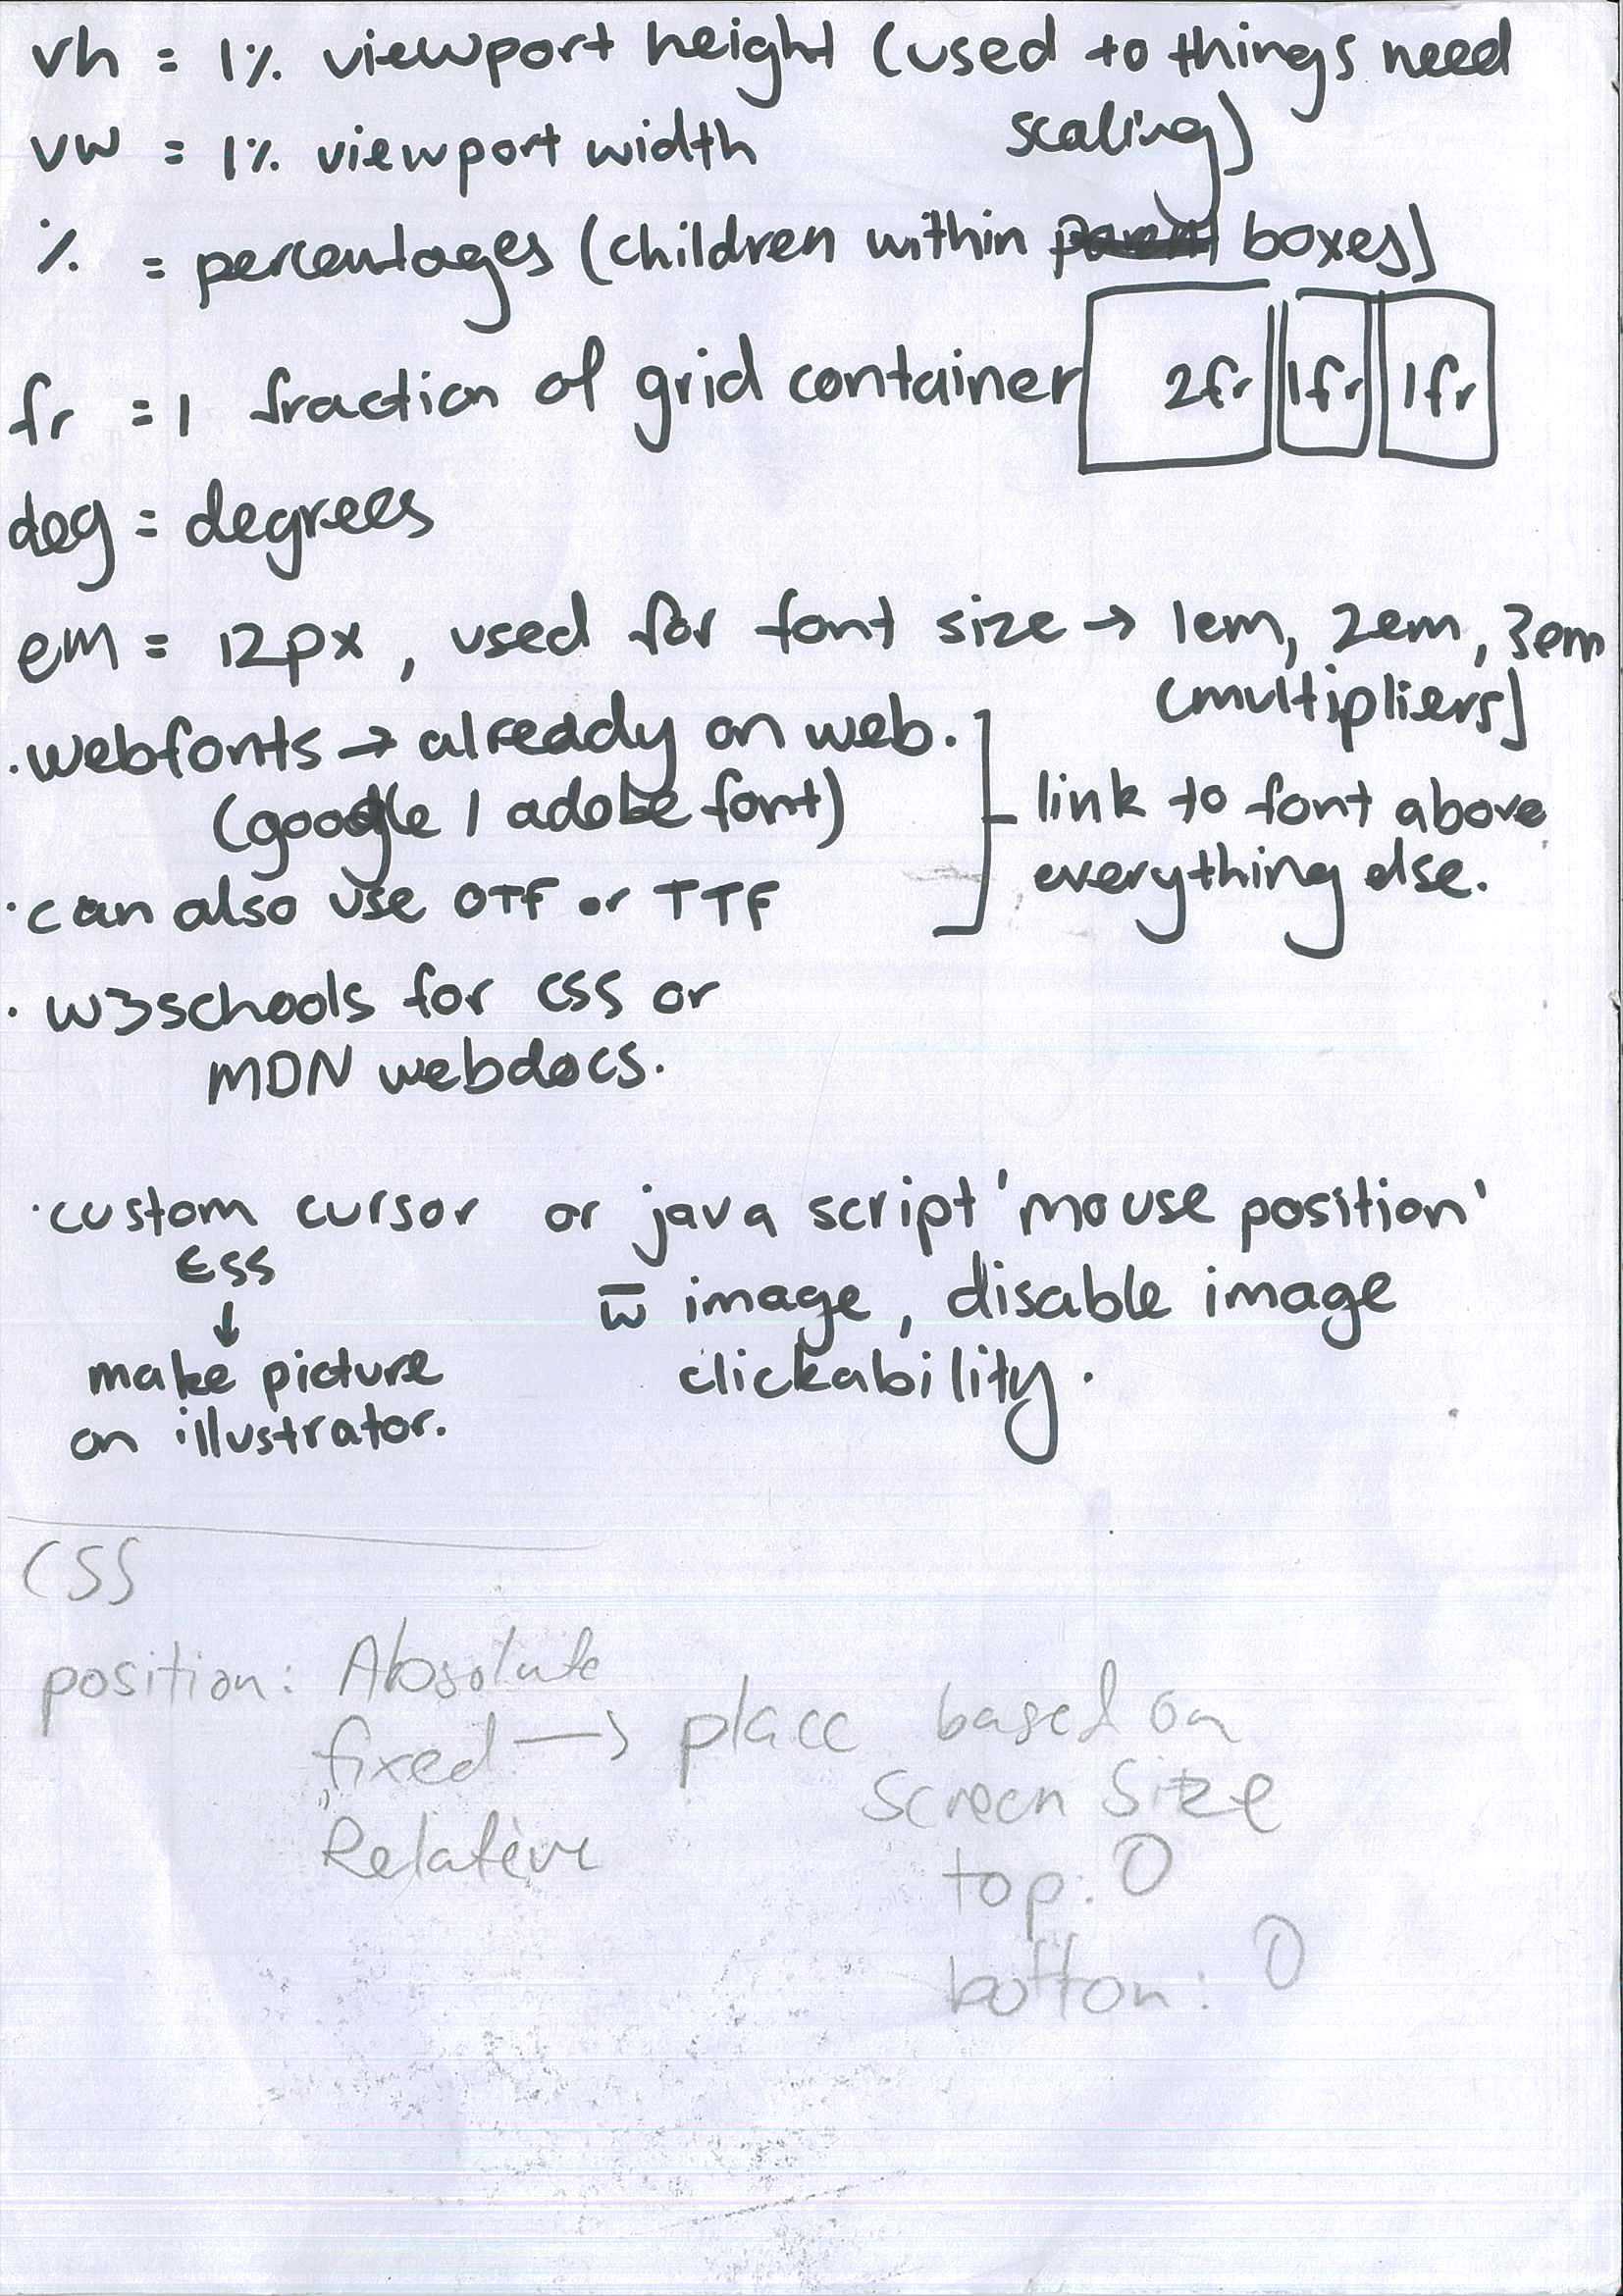 vh = 1% viewport height (used to things need
scaling)
vw = 1% viewport width
% = percentages (children within boxes)
fr = 1 fraction of grid container
2fr 1fr 1fr
deg = degrees
em = 12px, used for font size → 1em, 2em, 3em
(multipliers)
· webfonts → already on web.
(google / adobe font)
· can also use OTF or TTF
link to font above
everything else.
· w3schools for css or
MDN webdocs.
· custom cursor or java script 'mouse position'
css
↓
make picture
on illustrator.
w̄ image, disable image
clickability.
CSS
position: Absolute
fixed → place based on
screen size
Relative
top: 0
button: 0